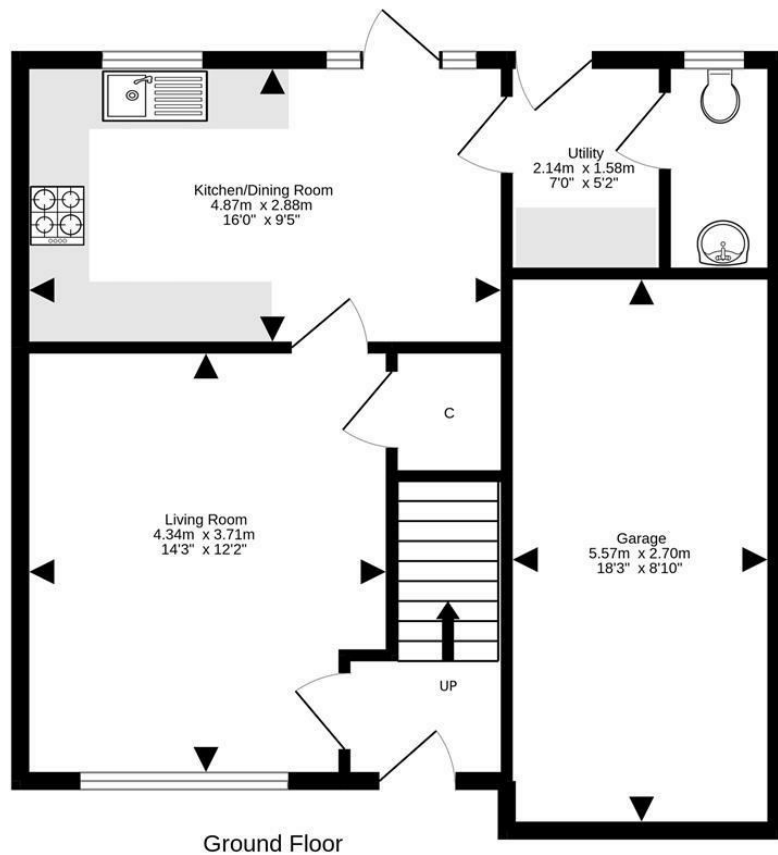 Kitchen/Dining Room
4.87m x 2.88m
16'0" x 9'5"
Utility
2.14m x 1.58m
7'0" x 5'2"
C
Living Room
4.34m x 3.71m
14'3" x 12'2"
Garage
5.57m x 2.70m
18'3" x 8'10"
UP
Ground Floor